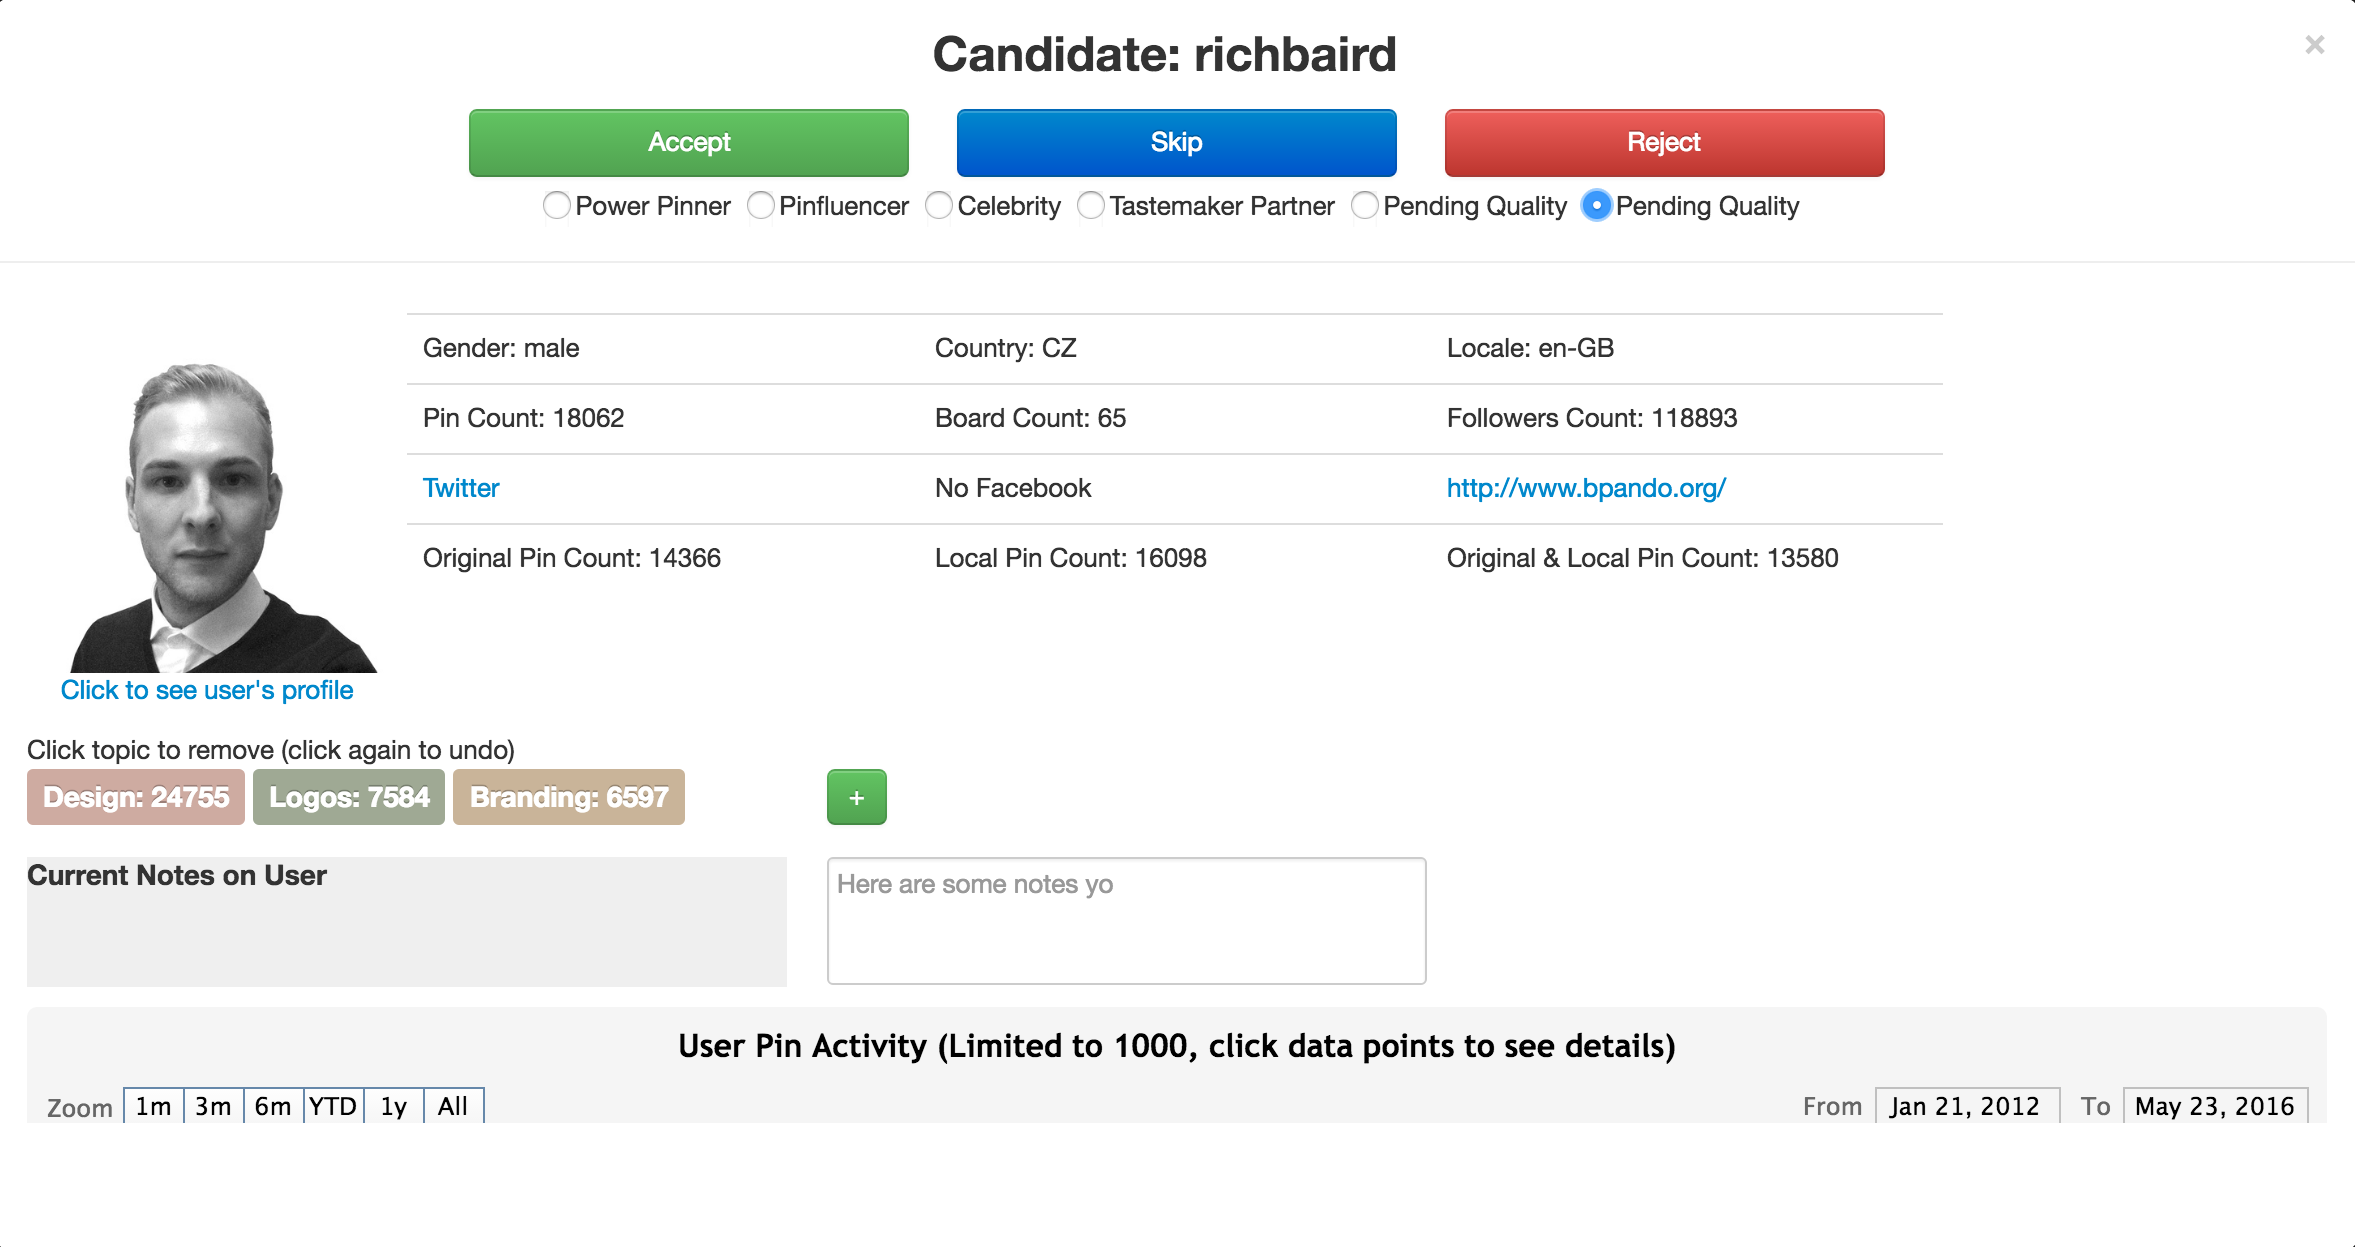 Candidate: richbaird
×
Accept Skip Reject
Power Pinner Pinfluencer Celebrity Tastemaker Partner Pending Quality Pending Quality
Gender: male Country: CZ Locale: en-GB
Pin Count: 18062 Board Count: 65 Followers Count: 118893
Twitter No Facebook http://www.bpando.org/
Original Pin Count: 14366 Local Pin Count: 16098 Original & Local Pin Count: 13580
Click to see user's profile
Click topic to remove (click again to undo)
Design: 24755 Logos: 7584 Branding: 6597 +
Current Notes on User
Here are some notes yo
User Pin Activity (Limited to 1000, click data points to see details)
Zoom 1m 3m 6m YTD 1y All From Jan 21, 2012 To May 23, 2016